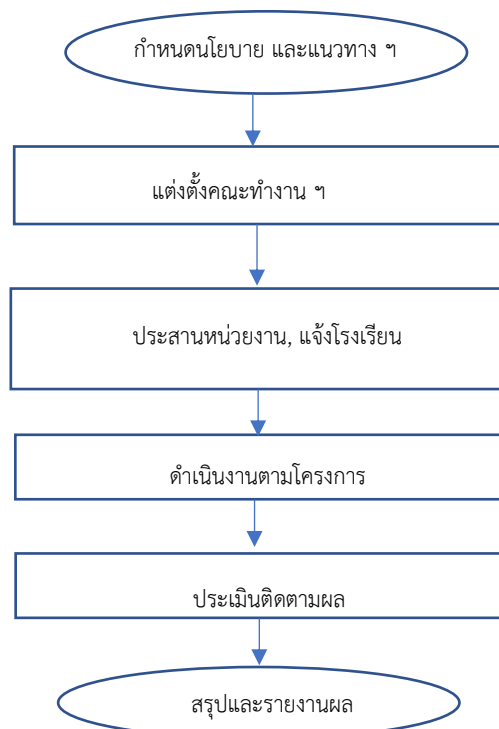 กำหนดนโยบาย และแนวทาง ฯ
แต่งตั้งคณะทำงาน ฯ
ประสานหน่วยงาน, แจ้งโรงเรียน
ดำเนินงานตามโครงการ
ประเมินติดตามผล
สรุปและรายงานผล